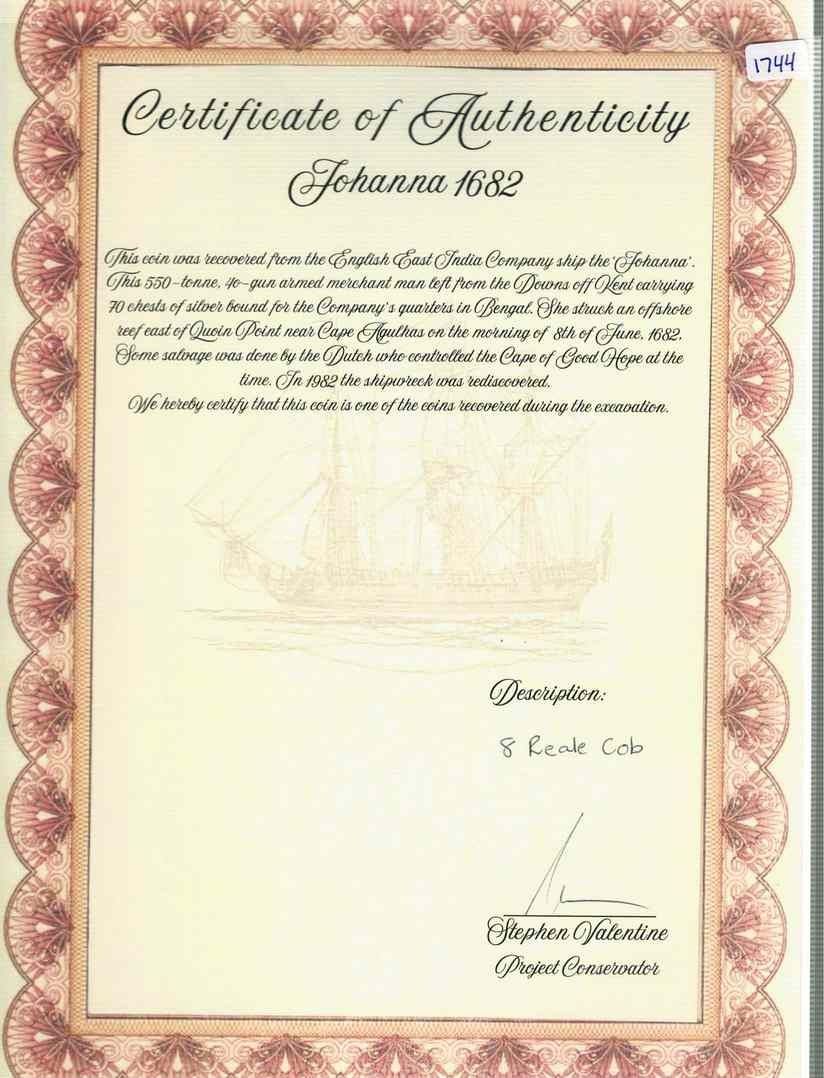 1744
Certificate of Authenticity
Johanna 1682
This coin was recovered from the English East India Company ship the 'Johanna'.
This 550-tonne, 40-gun armed merchant man left from the Downs off Kent carrying
70 chests of silver bound for the Company's quarters in Bengal. She struck an offshore
reef east of Quoin Point near Cape Agulhas on the morning of 8th of June, 1682.
Some salvage was done by the Dutch who controlled the Cape of Good Hope at the
time. In 1982 the shipwreck was rediscovered.
We hereby certify that this coin is one of the coins recovered during the excavation.
Description:
8 Reale Cob
Stephen Valentine
Project Conservator